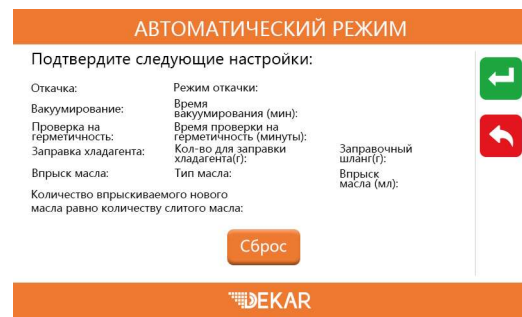 АВТОМАТИЧЕСКИЙ РЕЖИМ
Подтвердите следующие настройки:
Откачка: Режим откачки:
Вакуумирование: Время вакуумирования (мин):
Проверка на герметичность: Время проверки на герметичность (минуты):
Заправка хладагента: Кол-во для заправки хладагента(г): Заправочный шланг(г):
Впрыск масла: Тип масла: Впрыск масла (мл):
Количество впрыскиваемого нового
масла равно количеству слитого масла:
Сброс
DEKAR